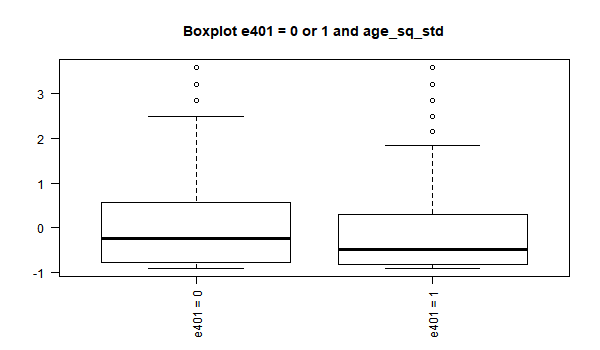 Boxplot e401 = 0 or 1 and age_sq_std
3
2
1
0
-1
e401 = 0
e401 = 1